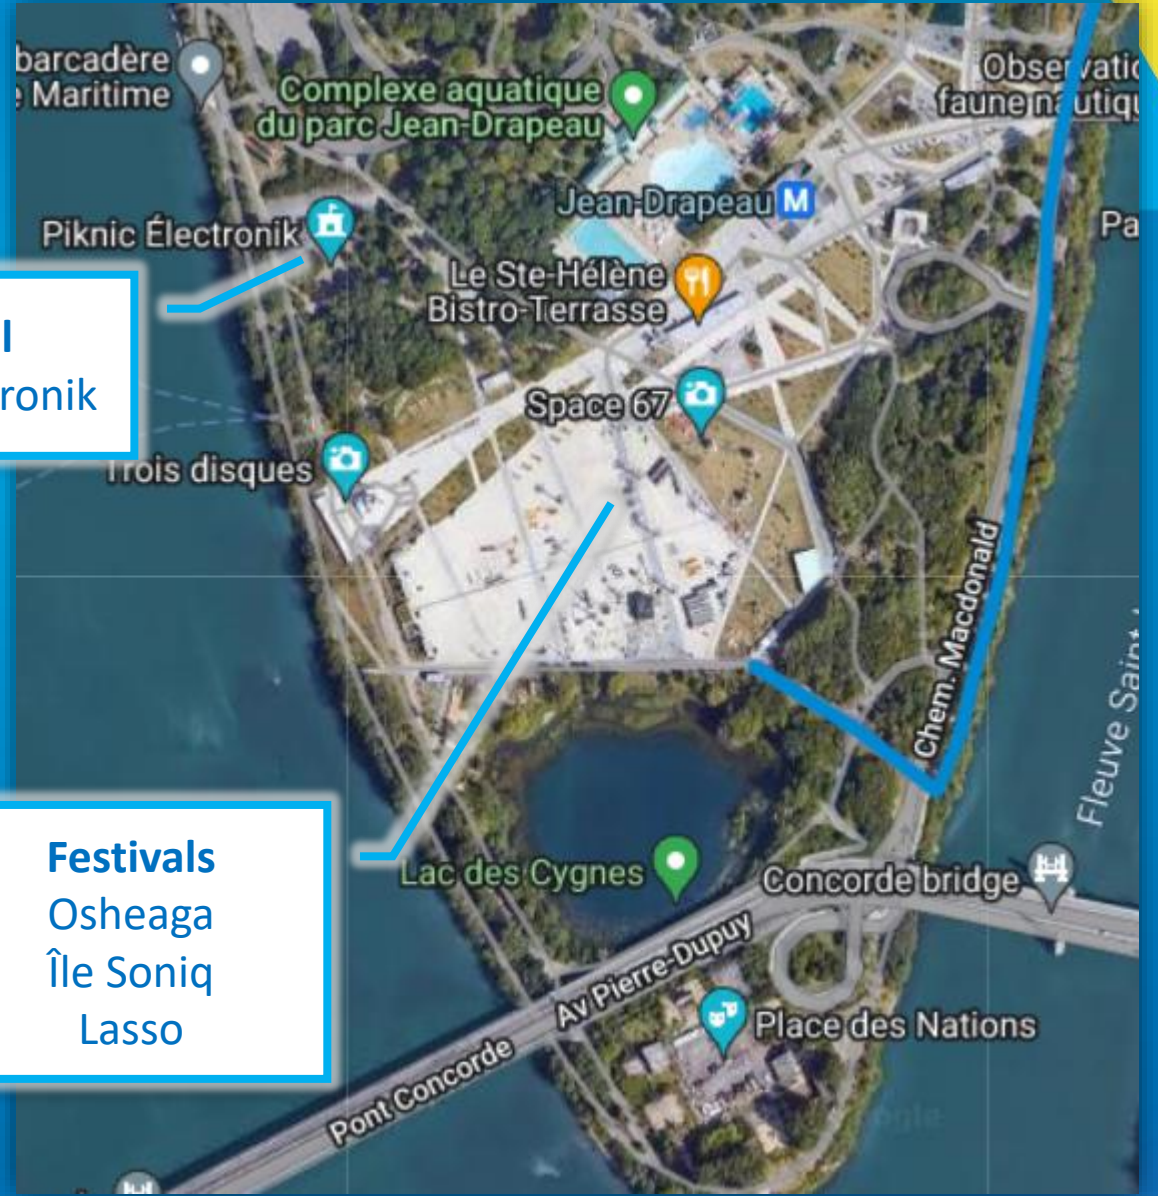 barcadère
Maritime
Complexe aquatique
du parc Jean-Drapeau
Observatic
faune nautiqu
Jean-Drapeau M
Piknic Électronik
Pa
Le Ste-Hélène
Bistro-Terrasse
l
ronik
Space 67
Trois disques
Chem. Macdonald
Fleuve Saint
Festivals
Osheaga
Île Soniq
Lasso
Lac des Cygnes
Concorde bridge
Av Pierre-Dupuy
Place des Nations
Pont Concorde